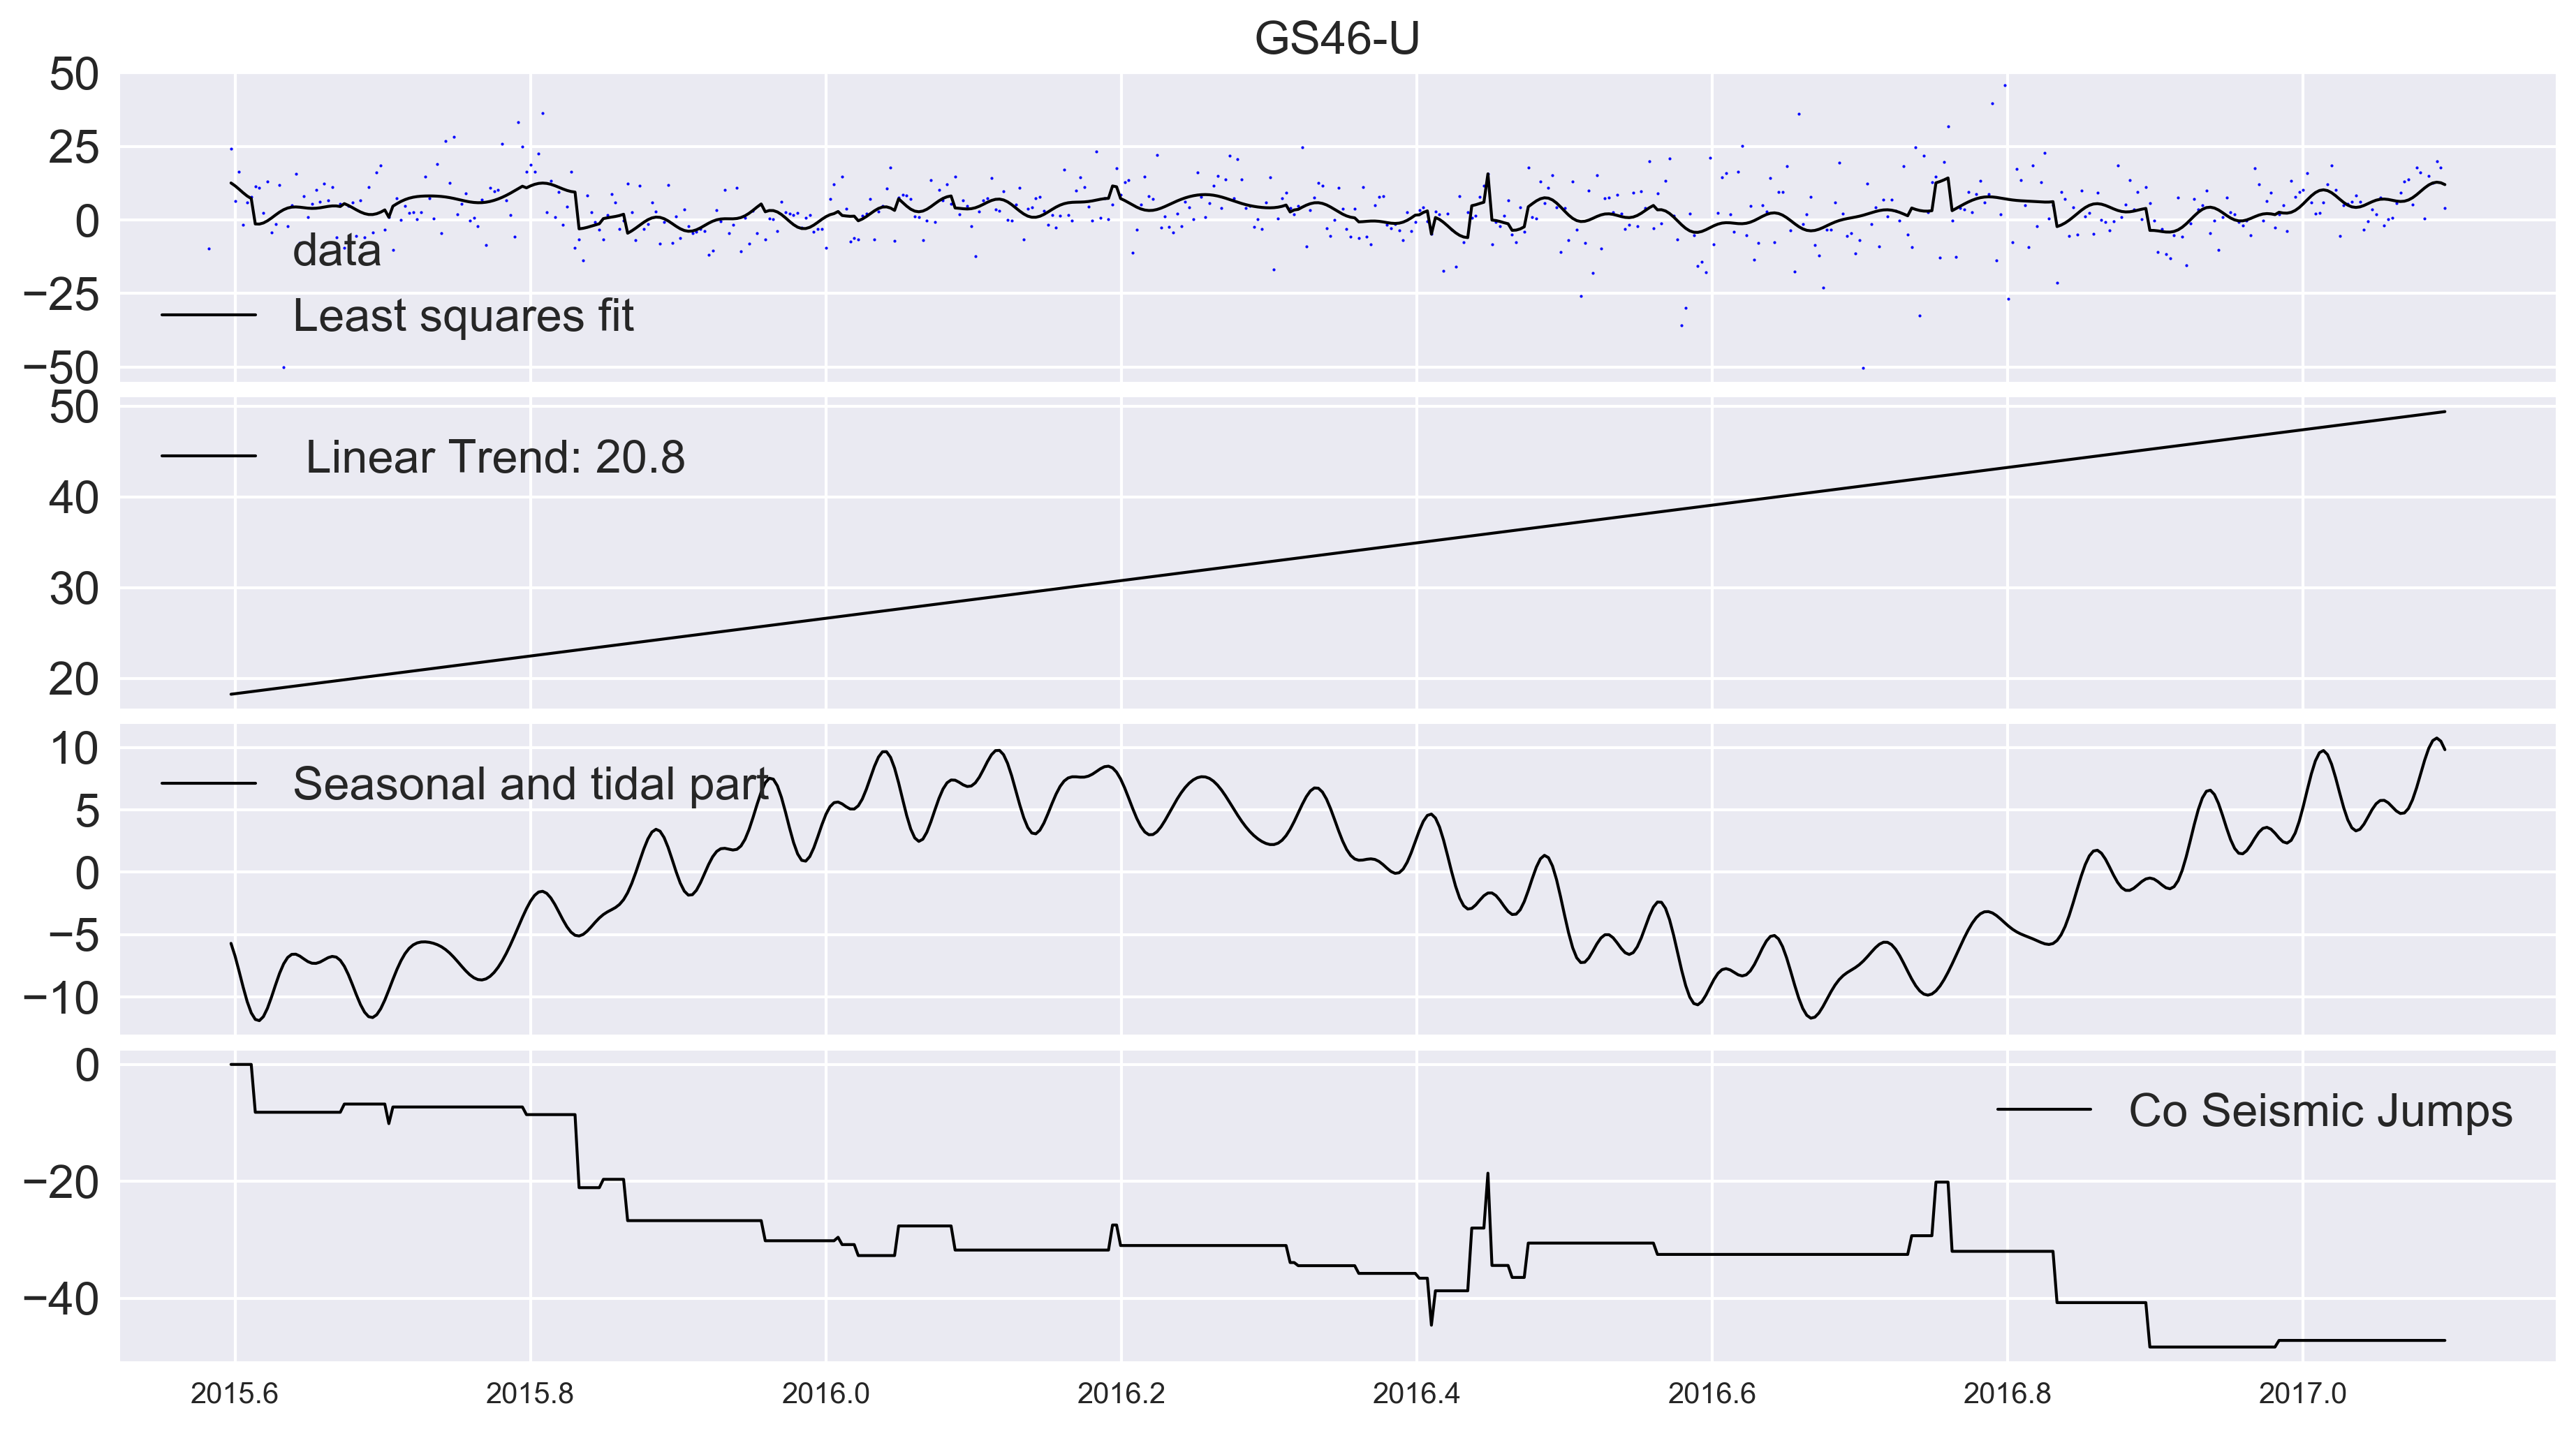 GS46-U
50
25
0
−25
−50
data
Least squares fit
50
40
30
20
Linear Trend: 20.8
10
5
0
−5
−10
Seasonal and tidal part
0
−20
−40
Co Seismic Jumps
2015.6 2015.8 2016.0 2016.2 2016.4 2016.6 2016.8 2017.0